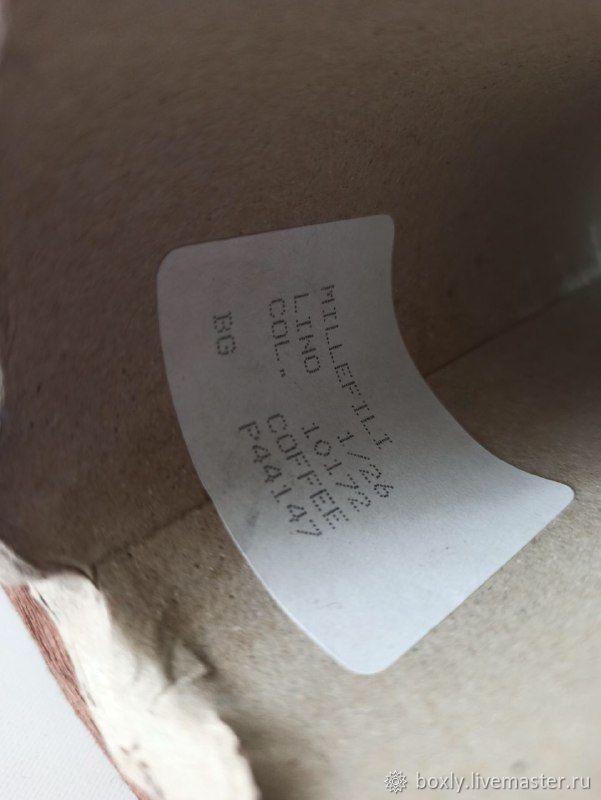 MILLEFILI 1/26
LINO 10172
COL. COFFEE
P44147
BG
boxly.livemaster.ru